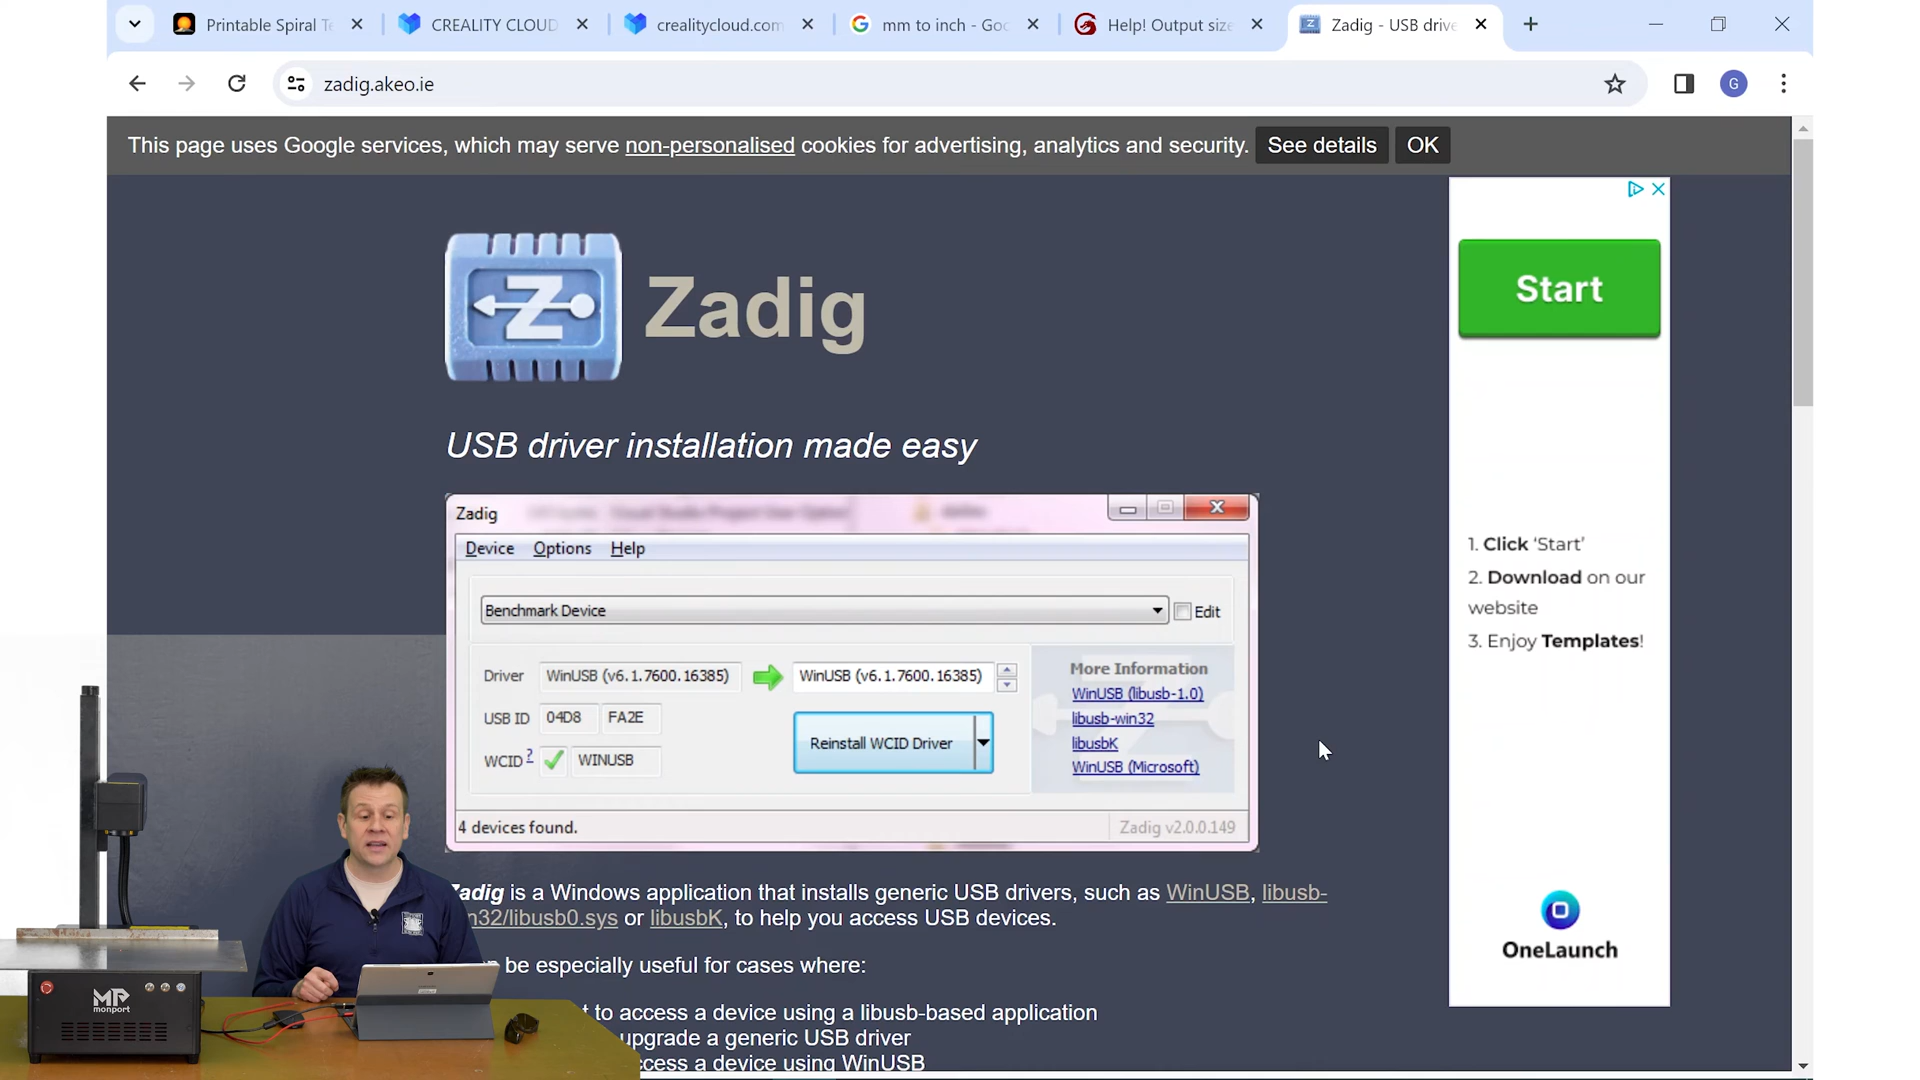 Printable Spiral Te
CREALITY CLOUD
crealitycloud.com
mm to inch - Goo
Help! Output size
Zadig - USB drive
zadig.akeo.ie
G
This page uses Google services, which may serve non-personalised cookies for advertising, analytics and security. See details OK
Zadig
USB driver installation made easy
Zadig
Device Options Help
Benchmark Device
Edit
Driver WinUSB (v6.1.7600.16385) WinUSB (v6.1.7600.16385)
USB ID 04D8 FA2E
WCID ? WINUSB
Reinstall WCID Driver
More Information
WinUSB (libusb-1.0)
libusb-win32
libusbK
WinUSB (Microsoft)
4 devices found.
Zadig v2.0.0.149
Zadig is a Windows application that installs generic USB drivers, such as WinUSB, libusb-
n32/libusb0.sys or libusbK, to help you access USB devices.
be especially useful for cases where:
t to access a device using a libusb-based application
upgrade a generic USB driver
cess a device using WinUSB
Start
1. Click 'Start'
2. Download on our
website
3. Enjoy Templates!
OneLaunch
MP
monport